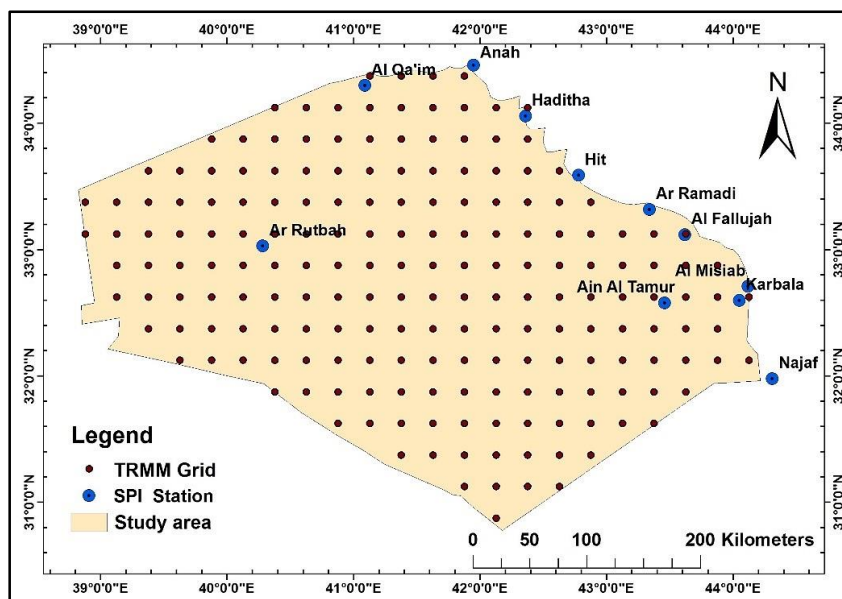 39°0'0"E 40°0'0"E 41°0'0"E 42°0'0"E 43°0'0"E 44°0'0"E
Anah
Al Qa'im
N
Haditha
34°0'0"N 34°0'0"N
Hit
Ar Ramadi
Al Fallujah
Ar Rutbah
33°0'0"N 33°0'0"N
Al Misiab
Ain Al Tamur Karbala
Najaf
32°0'0"N 32°0'0"N
Legend
TRMM Grid
SPI Station
Study area
31°0'0"N 31°0'0"N
0 50 100 200 Kilometers
39°0'0"E 40°0'0"E 41°0'0"E 42°0'0"E 43°0'0"E 44°0'0"E